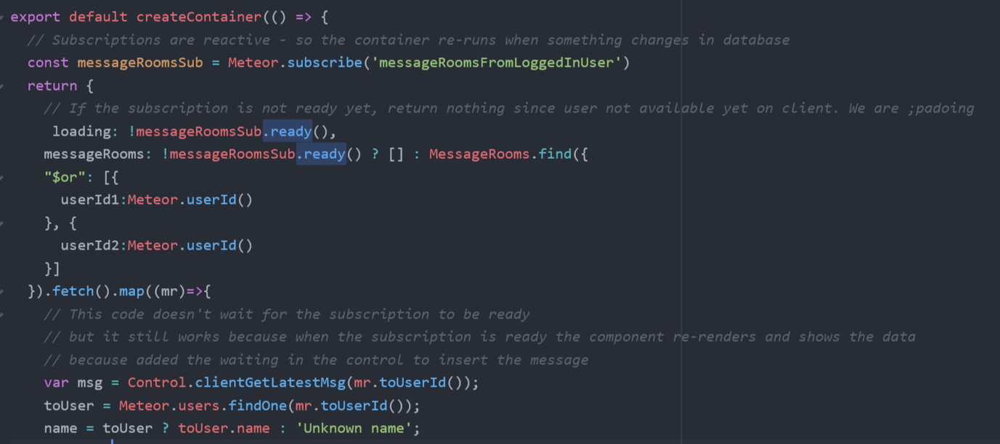 export default createContainer(() => {
// Subscriptions are reactive - so the container re-runs when something changes in database
const messageRoomsSub = Meteor.subscribe('messageRoomsFromLoggedInUser')
return {
// If the subscription is not ready yet, return nothing since user not available yet on client. We are ;padoing
loading: !messageRoomsSub.ready(),
messageRooms: !messageRoomsSub.ready() ? [] : MessageRooms.find({
"$or": [{
userId1:Meteor.userId()
}, {
userId2:Meteor.userId()
}]
}).fetch().map((mr)=>{
// This code doesn't wait for the subscription to be ready
// but it still works because when the subscription is ready the component re-renders and shows the data
// because added the waiting in the control to insert the message
var msg = Control.clientGetLatestMsg(mr.toUserId());
toUser = Meteor.users.findOne(mr.toUserId());
name = toUser ? toUser.name : 'Unknown name';